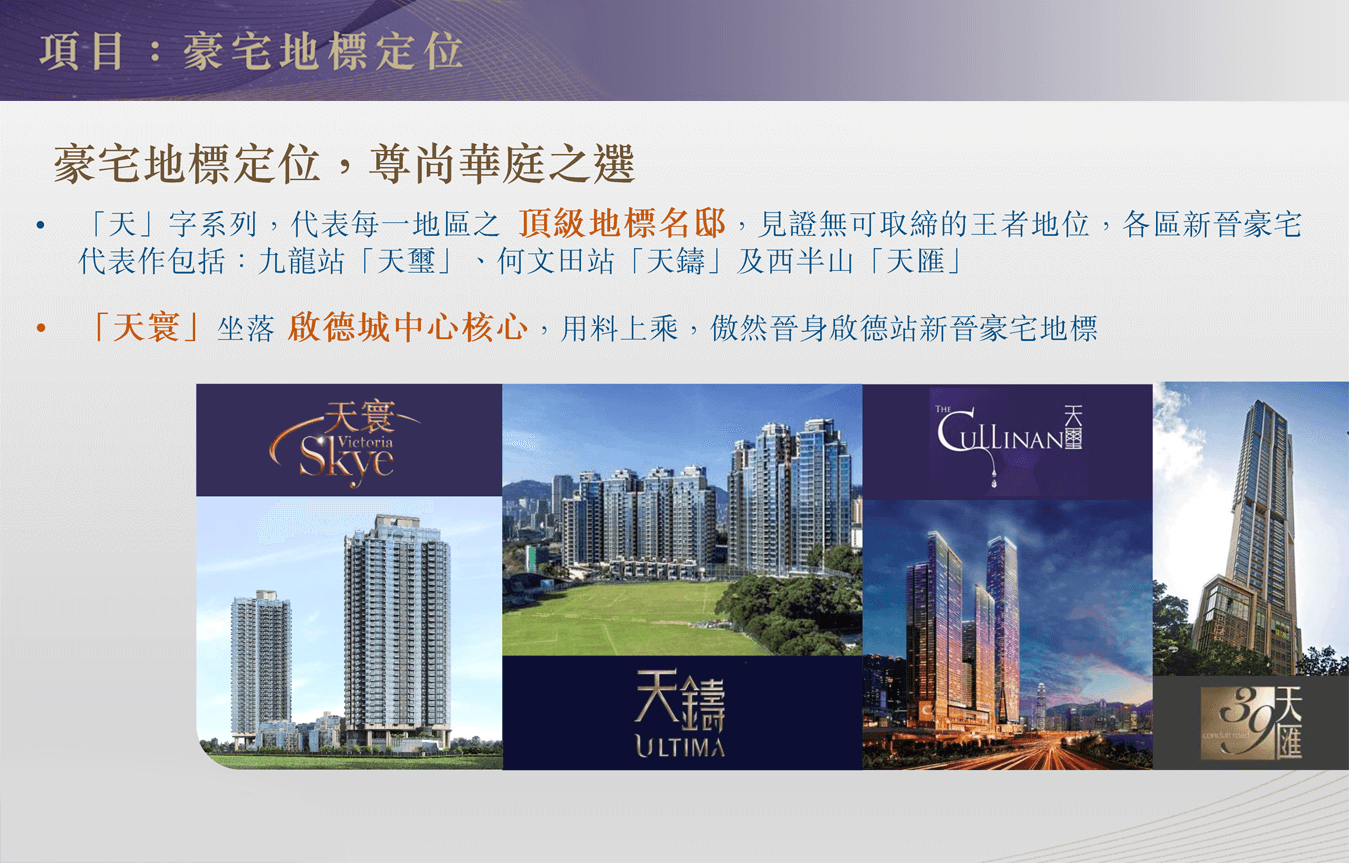 項目：豪宅地標定位
豪宅地標定位，尊尚華庭之選
• 「天」字系列，代表每一地區之 頂級地標名邸，見證無可取締的王者地位，各區新晉豪宅
代表作包括：九龍站「天璽」、何文田站「天鑄」及西半山「天匯」
• 「天寰」坐落 啟德城中心核心，用料上乘，傲然晉身啟德站新晉豪宅地標
天寰
Victoria
Skye
天鑄
ULTIMA
THE
CULLINAN 天璽
39 天匯
conduit road